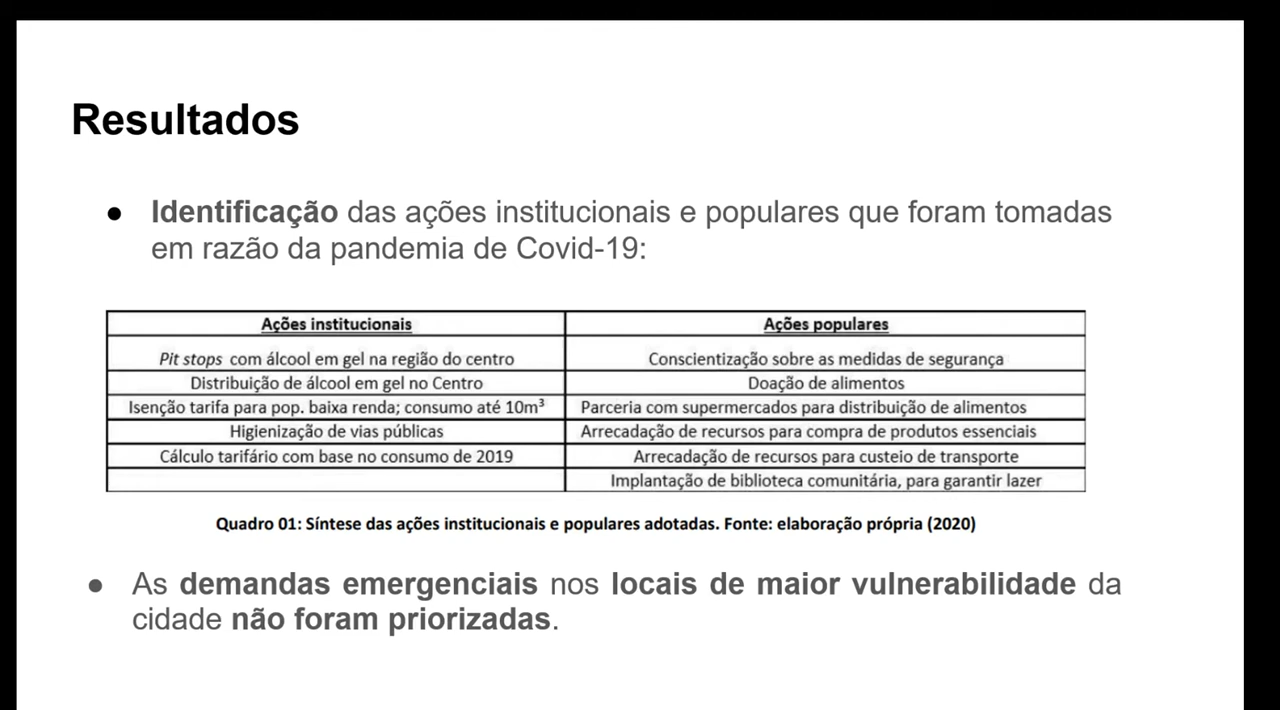 Resultados
● Identificação das ações institucionais e populares que foram tomadas
em razão da pandemia de Covid-19:
Ações institucionais Ações populares
Pit stops com álcool em gel na região do centro Conscientização sobre as medidas de segurança
Distribuição de álcool em gel no Centro Doação de alimentos
Isenção tarifa para pop. baixa renda; consumo até 10m³ Parceria com supermercados para distribuição de alimentos
Higienização de vias públicas Arrecadação de recursos para compra de produtos essenciais
Cálculo tarifário com base no consumo de 2019 Arrecadação de recursos para custeio de transporte
Implantação de biblioteca comunitária, para garantir lazer
Quadro 01: Síntese das ações institucionais e populares adotadas. Fonte: elaboração própria (2020)
● As demandas emergenciais nos locais de maior vulnerabilidade da
cidade não foram priorizadas.